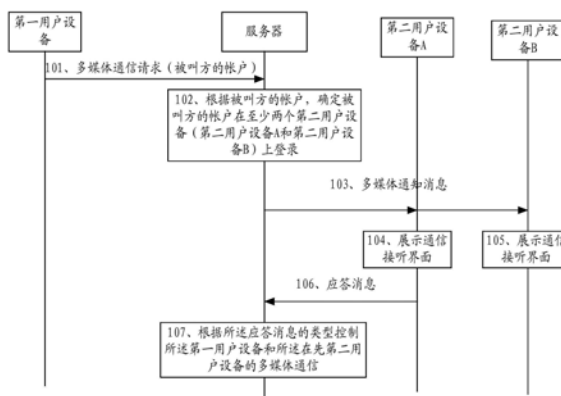 第一用户设
备
服务器
第二用户设
备A
第二用户设
备B
101、多媒体通信请求（被叫方的帐户）
102、根据被叫方的帐户，确定被
叫方的帐户在至少两个第二用户设
备（第二用户设备A和第二用户设
备B）上登录
103、多媒体通知消息
104、展示通信
接听界面
105、展示通信
接听界面
106、应答消息
107、根据所述应答消息的类型控制
所述第一用户设备和所述在先第二用
户设备的多媒体通信